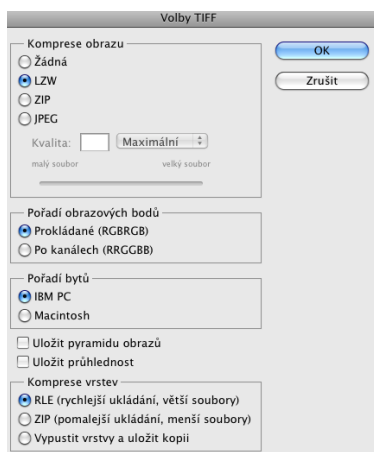 Volby TIFF
Komprese obrazu
Žádná
LZW
ZIP
JPEG
Kvalita: Maximální
malý soubor velký soubor
OK
Zrušit
Pořadí obrazových bodů
Prokládané (RGBRGB)
Po kanálech (RRGGBB)
Pořadí bytů
IBM PC
Macintosh
Uložit pyramidu obrazů
Uložit průhlednost
Komprese vrstev
RLE (rychlejší ukládání, větší soubory)
ZIP (pomalejší ukládání, menší soubory)
Vypustit vrstvy a uložit kopii